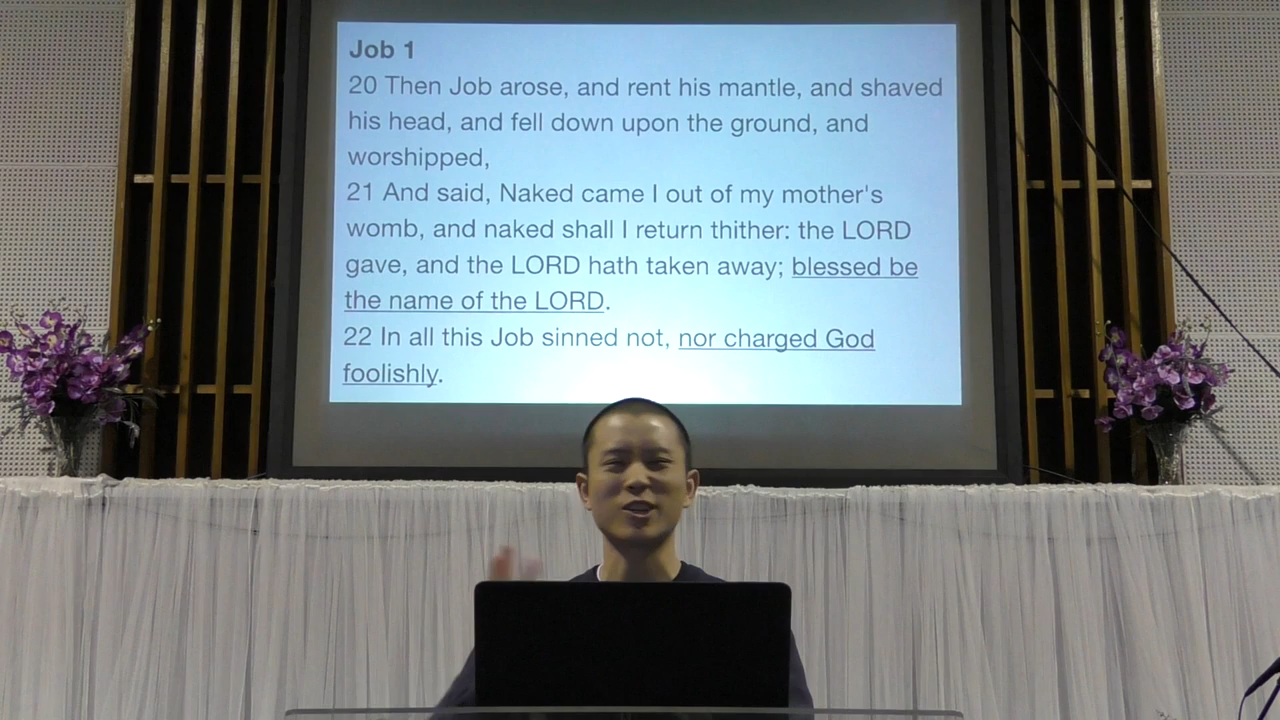 Job 1
20 Then Job arose, and rent his mantle, and shaved
his head, and fell down upon the ground, and
worshipped,
21 And said, Naked came I out of my mother's
womb, and naked shall I return thither: the LORD
gave, and the LORD hath taken away; blessed be
the name of the LORD.
22 In all this Job sinned not, nor charged God
foolishly.